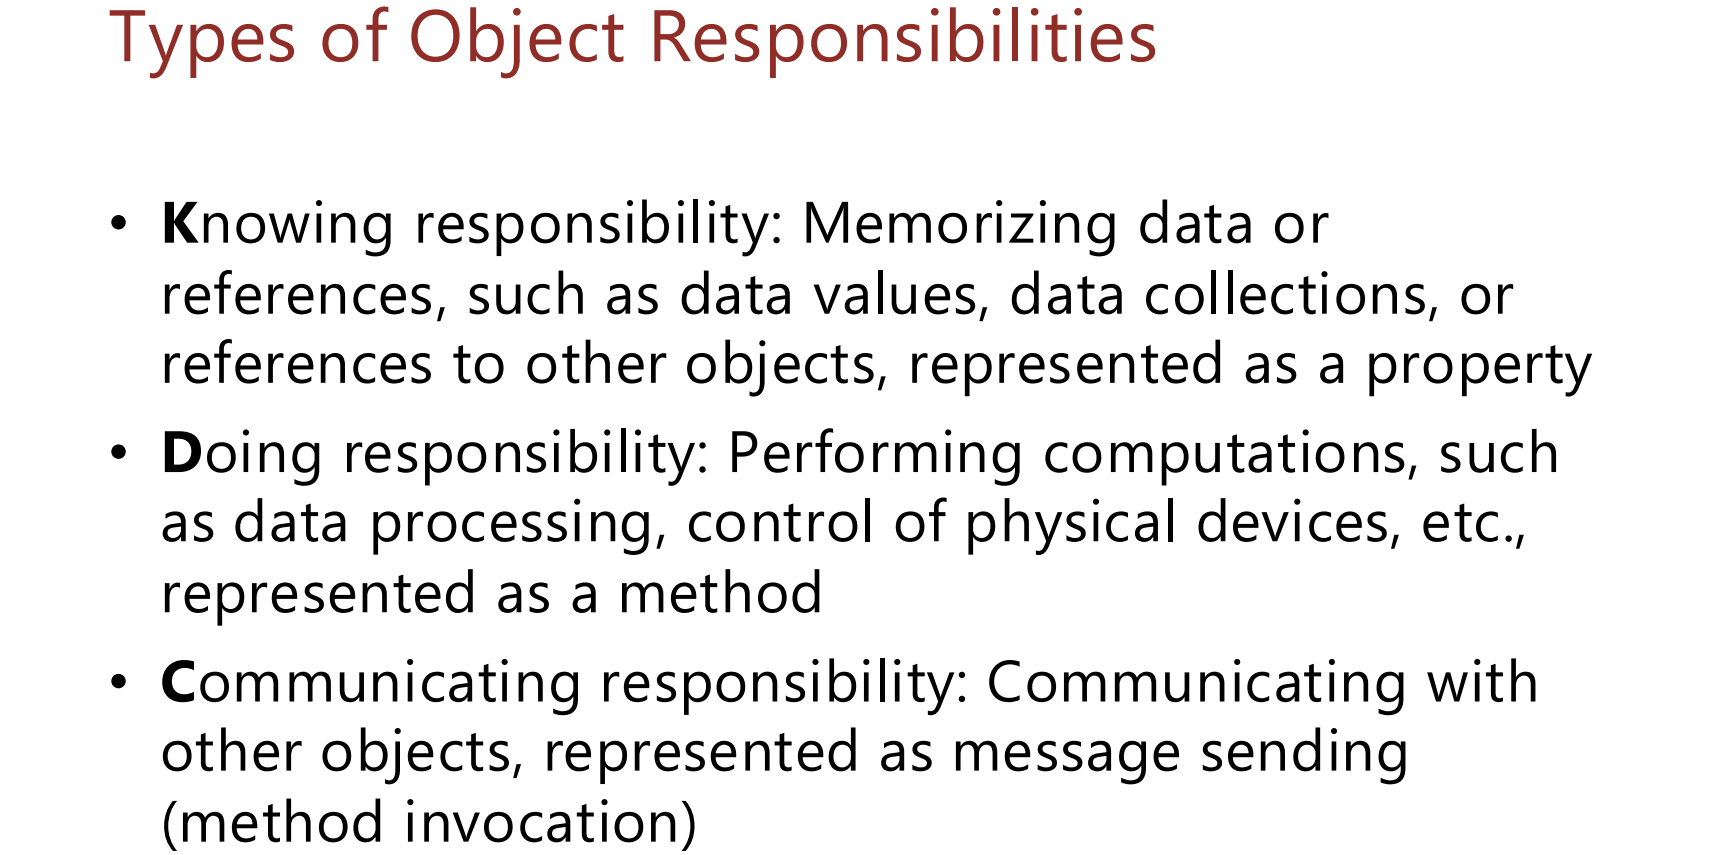 Types of Object Responsibilities
• Knowing responsibility: Memorizing data or
references, such as data values, data collections, or
references to other objects, represented as a property
• Doing responsibility: Performing computations, such
as data processing, control of physical devices, etc.,
represented as a method
• Communicating responsibility: Communicating with
other objects, represented as message sending
(method invocation)